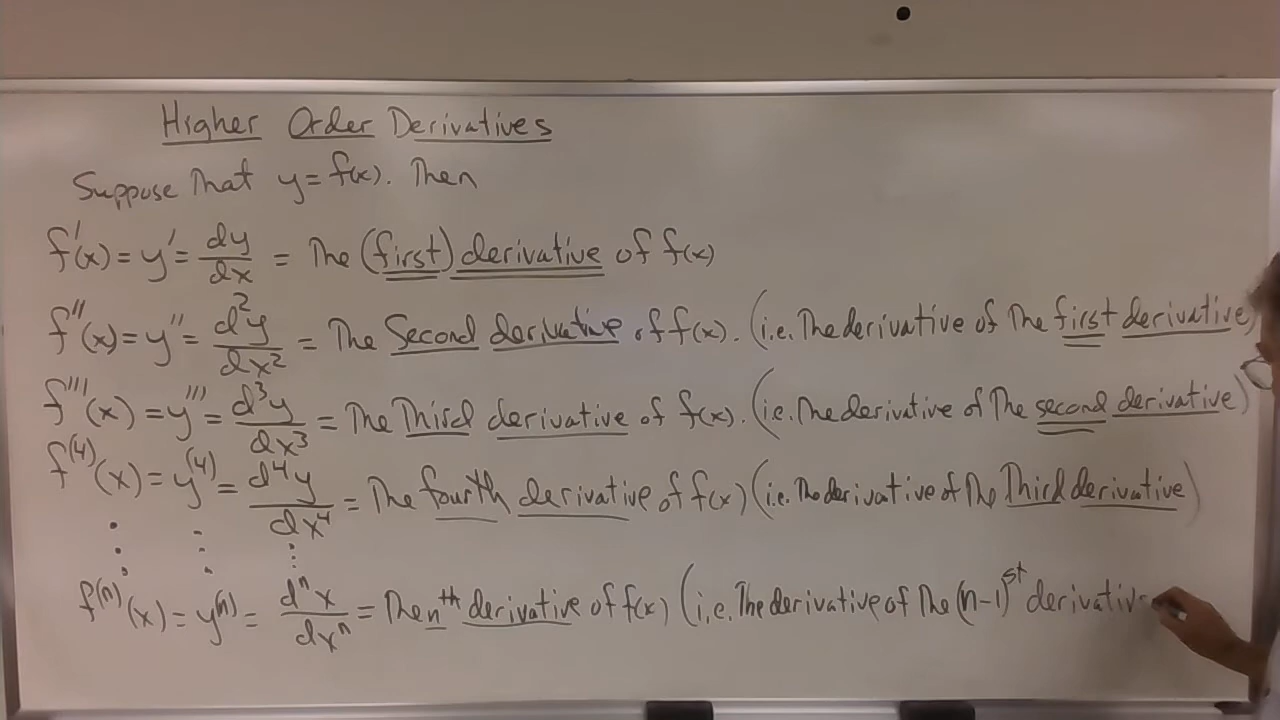 Higher Order Derivatives
Suppose That y = f(x). Then
f'(x) = y' = dy/dx = The (first) derivative of f(x)
f''(x) = y'' = d²y/dx² = The Second derivative of f(x). (i.e. The derivative of The first derivative)
f'''(x) = y''' = d³y/dx³ = The Third derivative of f(x). (i.e. The derivative of The second derivative)
f⁽⁴⁾(x) = y⁽⁴⁾ = d⁴y/dx⁴ = The fourth derivative of f(x) (i.e. The derivative of The Third derivative)
⋮ ⋮ ⋮
f⁽ⁿ⁾(x) = y⁽ⁿ⁾ = dⁿx/dxⁿ = The nᵗʰ derivative of f(x) (i.e. The derivative of The (n-1)ˢᵗ derivative